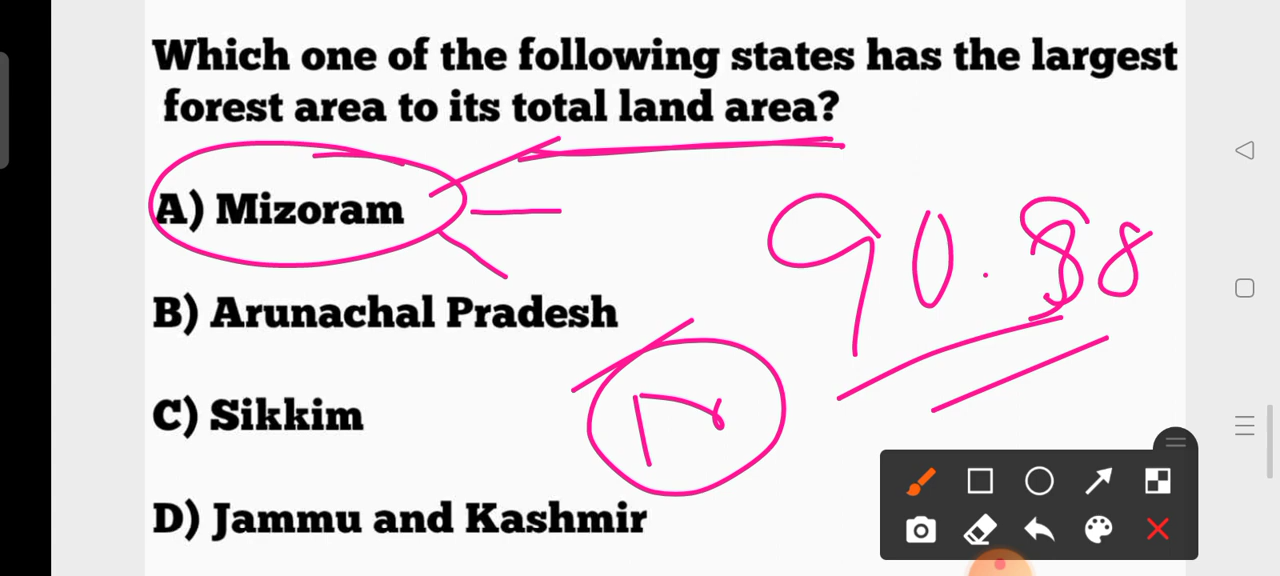 Which one of the following states has the largest
forest area to its total land area?
A) Mizoram
90.38
B) Arunachal Pradesh
C) Sikkim
D) Jammu and Kashmir